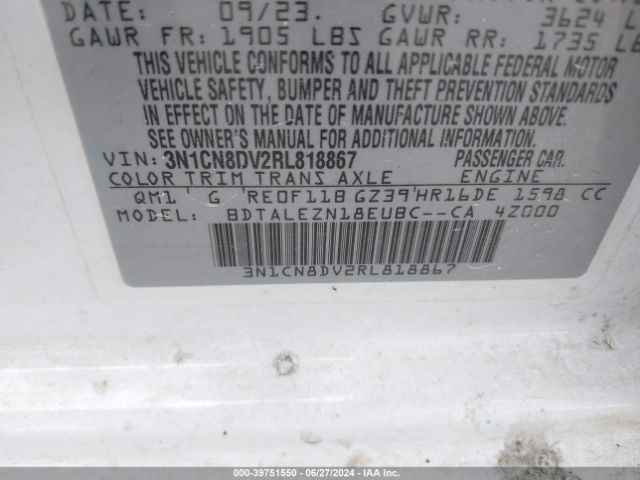 DATE: 09/23. GVWR: 3624 L
GAWR FR: 1905 LBS GAWR RR: 1735 LB
THIS VEHICLE CONFORMS TO ALL APPLICABLE FEDERAL MOTOR
VEHICLE SAFETY, BUMPER AND THEFT PREVENTION STANDARDS
IN EFFECT ON THE DATE OF MANUFACTURE SHOWN ABOVE.
SEE OWNER'S MANUAL FOR ADDITIONAL INFORMATION.
VIN: 3N1CN8DV2RL818867 PASSENGER CAR.
COLOR TRIM TRANS AXLE ENGINE
QM1 G RE0F11B GZ39 HR16DE 1598 CC
MODEL: BDTALEZN18EUBC--CA 4Z000
3N1CN8DV2RL818867
000-39751550 | 06/27/2024 | IAAI.COM